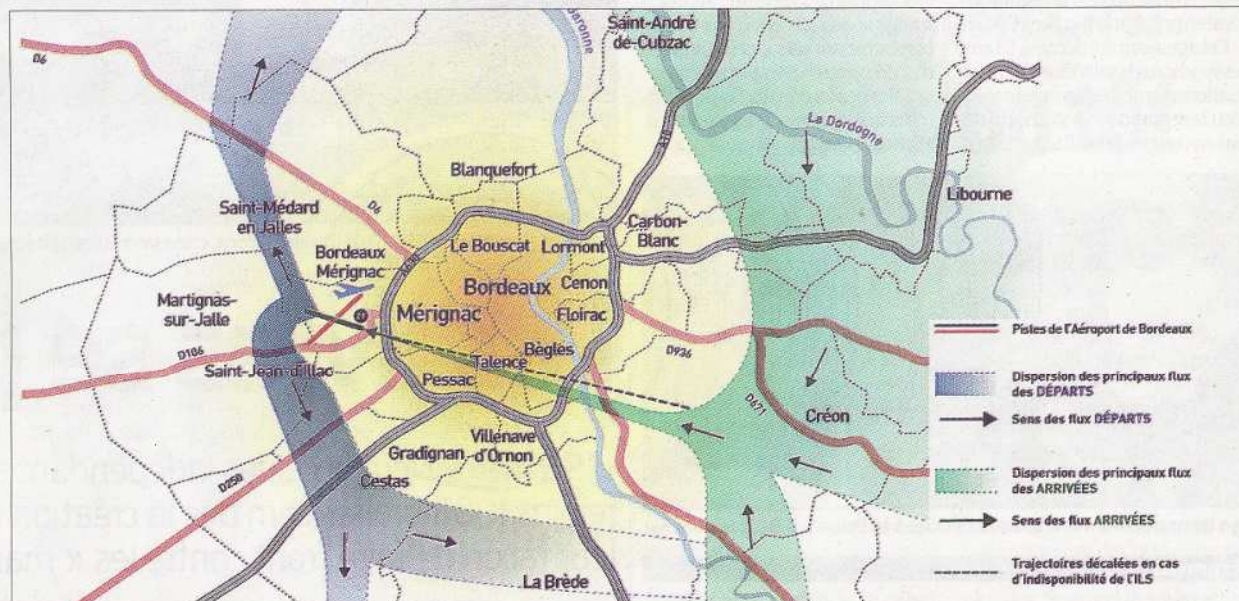 Garonne
Saint-André
de-Cubzac
D6
A10
La Dordogne
Blanquefort
Libourne
D6
Saint-Médard
en Jalles
Carbon-
Blanc
Bordeaux
Mérignac
Le Bouscat
Lormont
A630
Bordeaux
Cenon
Martignas-
sur-Jalle
Mérignac
Floirac
Pistes de l'Aéroport de Bordeaux
D106
Bègles
D936
Talence
Saint-Jean-d'Illac
Pessac
Dispersion des principaux flux
des DÉPARTS
D671
Créon
Sens des flux DÉPARTS
Villenave
d'Ornon
Gradignan
Cestas
D250
Dispersion des principaux flux
des ARRIVÉES
Sens des flux ARRIVÉES
La Brède
Trajectoires décalées en cas
d'indisponibilité de l'ILS